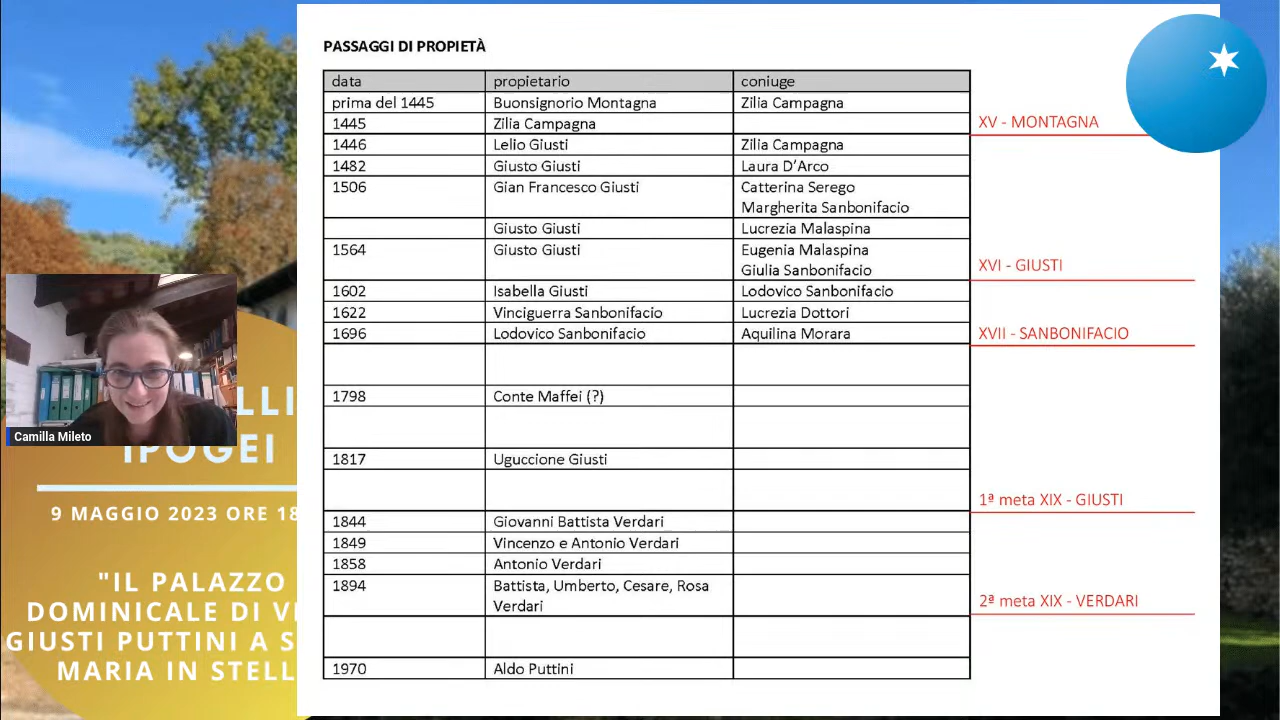 PASSAGGI DI PROPIETÀ
data propietario coniuge
prima del 1445 Buonsignorio Montagna Zilia Campagna
1445 Zilia Campagna
XV - MONTAGNA
1446 Lelio Giusti Zilia Campagna
1482 Giusto Giusti Laura D’Arco
1506 Gian Francesco Giusti Catterina Serego
Margherita Sanbonifacio
Giusto Giusti Lucrezia Malaspina
1564 Giusto Giusti Eugenia Malaspina
Giulia Sanbonifacio
XVI - GIUSTI
1602 Isabella Giusti Lodovico Sanbonifacio
1622 Vinciguerra Sanbonifacio Lucrezia Dottori
1696 Lodovico Sanbonifacio Aquilina Morara
XVII - SANBONIFACIO
1798 Conte Maffei (?)
1817 Uguccione Giusti
1ª meta XIX - GIUSTI
1844 Giovanni Battista Verdari
1849 Vincenzo e Antonio Verdari
1858 Antonio Verdari
1894 Battista, Umberto, Cesare, Rosa
Verdari
2ª meta XIX - VERDARI
1970 Aldo Puttini
Camilla Mileto
LLI
IPOGEI
9 MAGGIO 2023 ORE 18
"IL PALAZZO
DOMINICALE DI V
GIUSTI PUTTINI A S
MARIA IN STELL